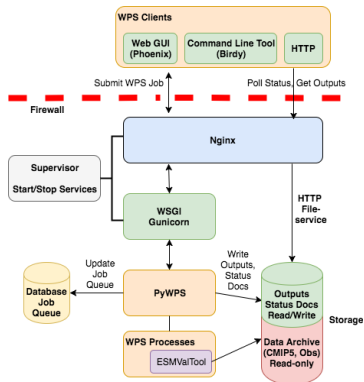 WPS Clients
Web GUI
(Phoenix)
Command Line Tool
(Birdy)
HTTP
Submit WPS Job
Poll Status, Get Outputs
Firewall
Nginx
Supervisor
Start/Stop Services
WSGI
Gunicorn
HTTP
File-
service
Update
Job
Queue
Write
Outputs,
Status
Docs
Database
Job
Queue
PyWPS
Outputs
Status Docs
Read/Write
Storage
WPS Processes
ESMValTool
Data Archive
(CMIP5, Obs)
Read-only